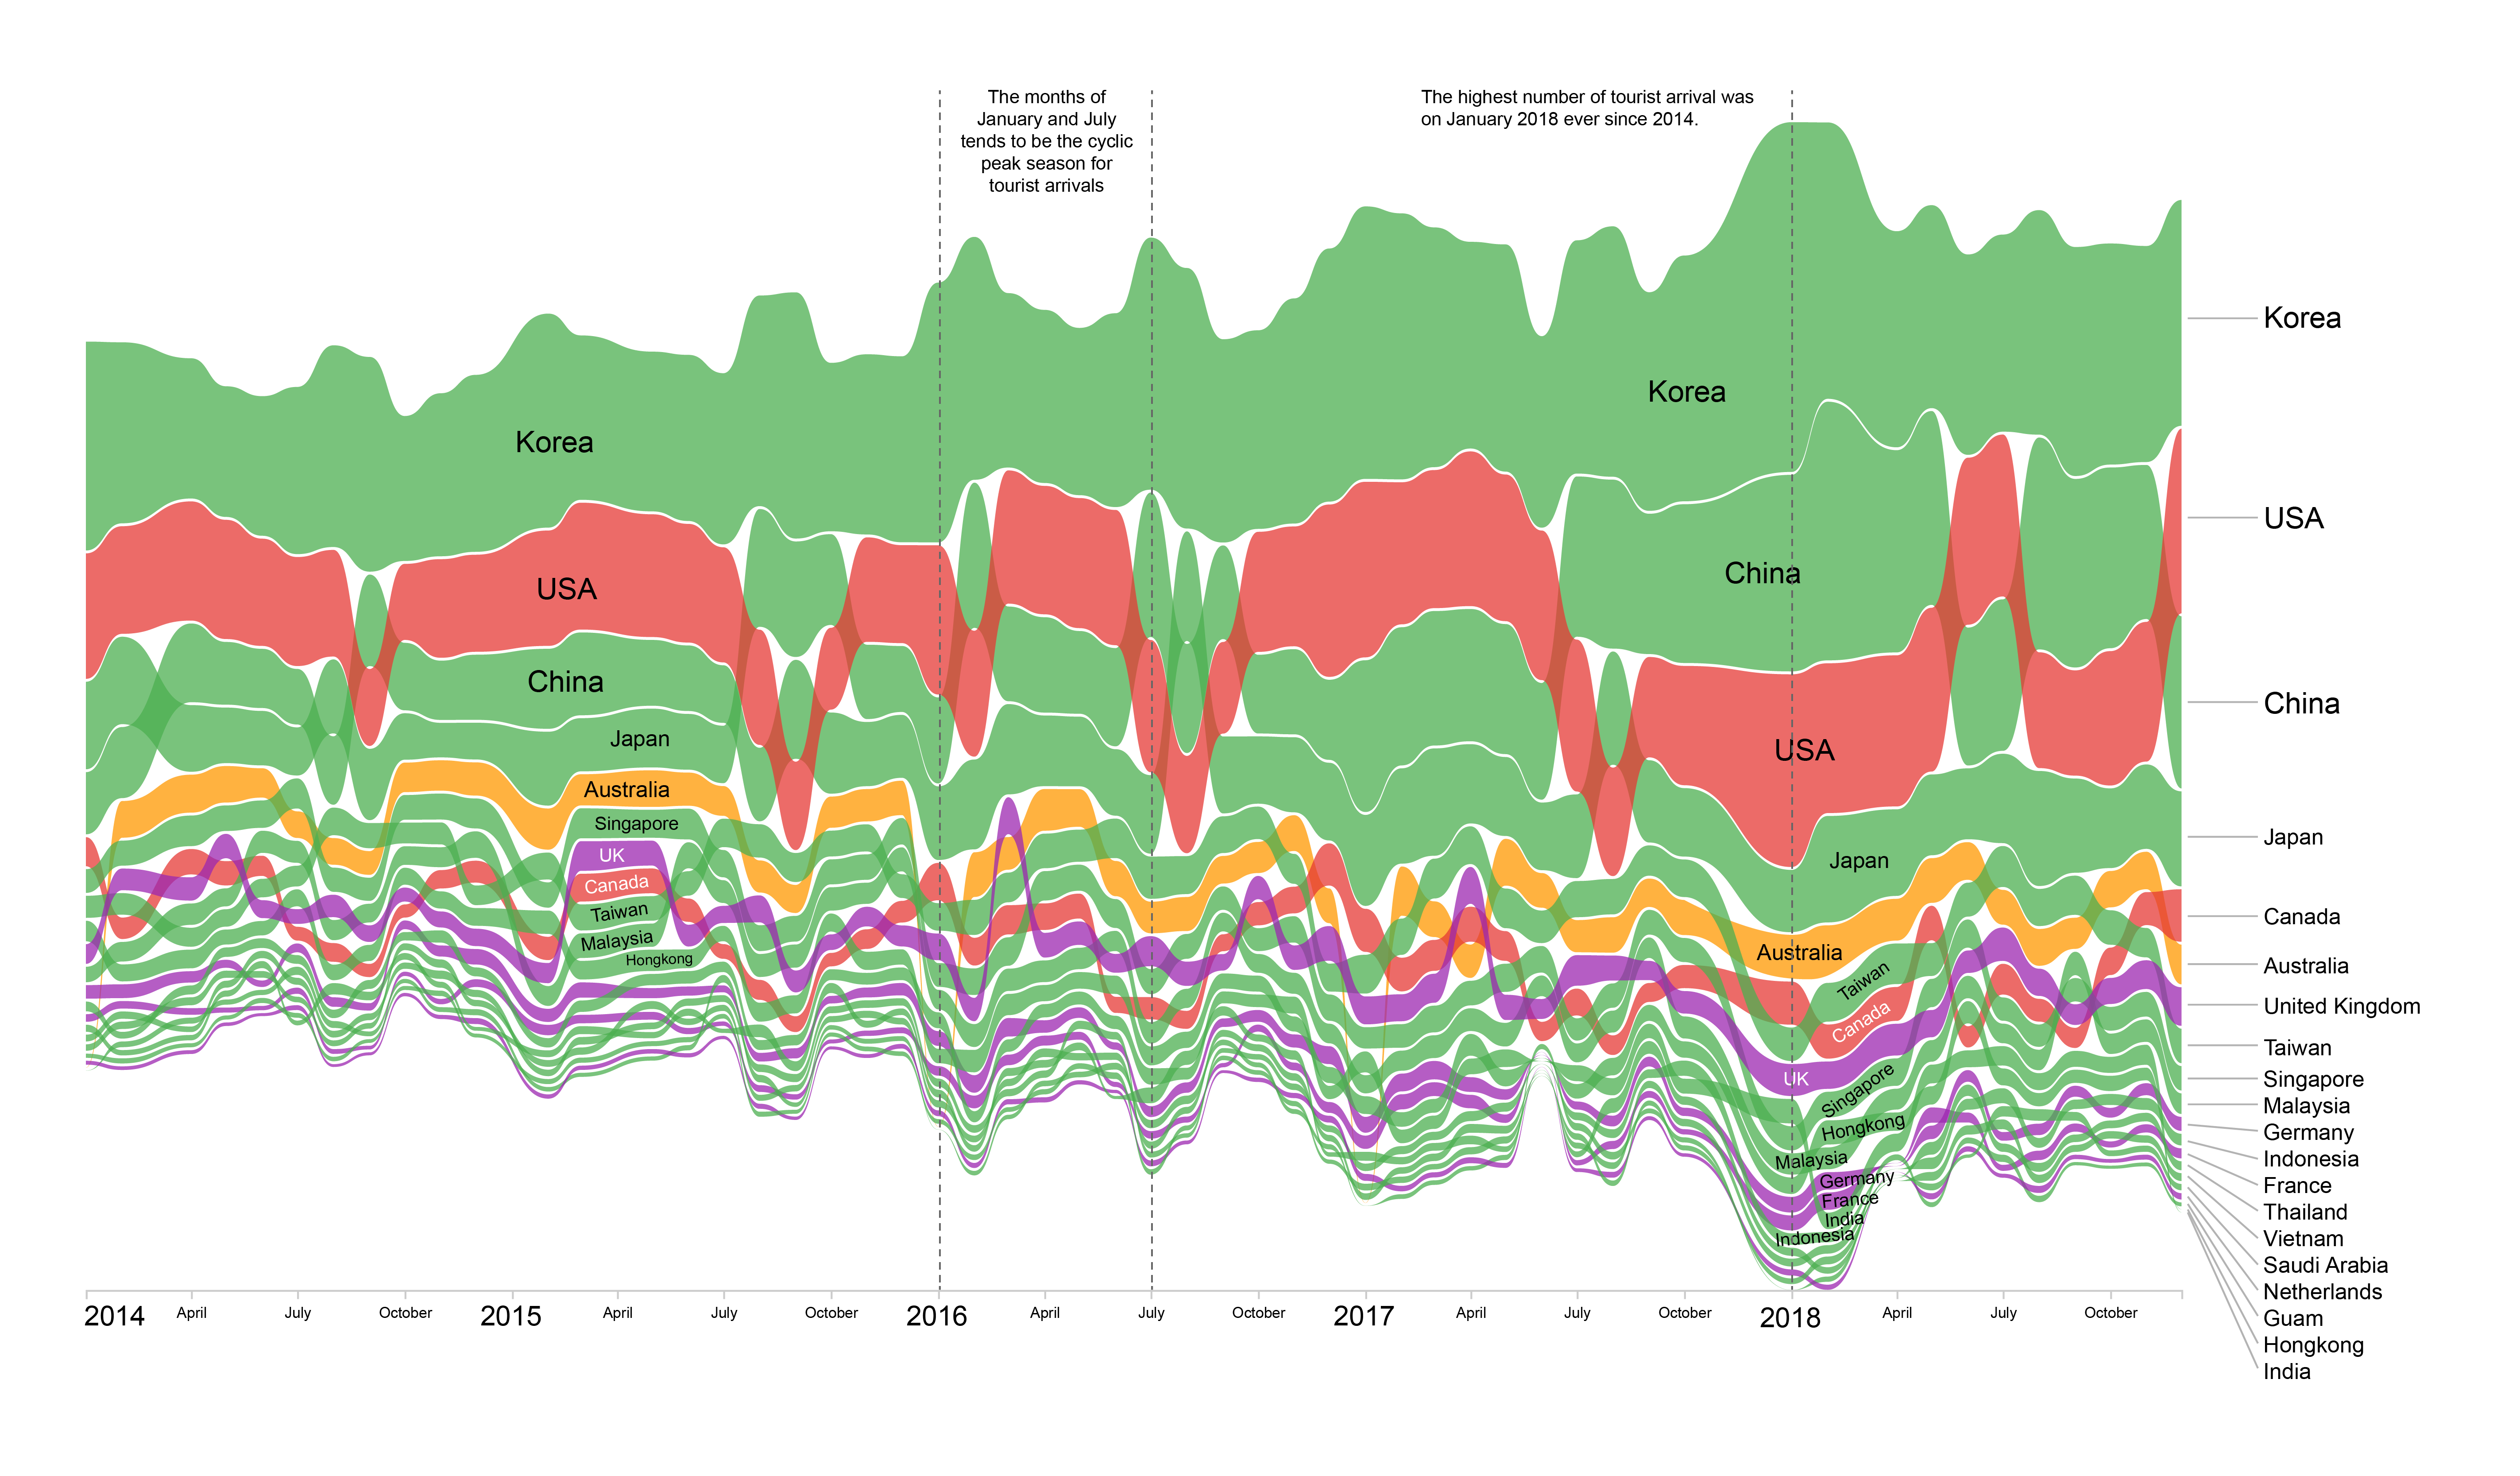 The months of
January and July
tends to be the cyclic
peak season for
tourist arrivals
The highest number of tourist arrival was
on January 2018 ever since 2014.
Korea
USA
China
Japan
Australia
Singapore
UK
Canada
Taiwan
Malaysia
Hongkong
Korea
China
USA
Japan
Australia
Taiwan
Canada
UK
Singapore
Hongkong
Malaysia
Germany
France
India
Indonesia
Korea
USA
China
Japan
Canada
Australia
United Kingdom
Taiwan
Singapore
Malaysia
Germany
Indonesia
France
Thailand
Vietnam
Saudi Arabia
Netherlands
Guam
Hongkong
India
2014 April July October 2015 April July October 2016 April July October 2017 April July October 2018 April July October